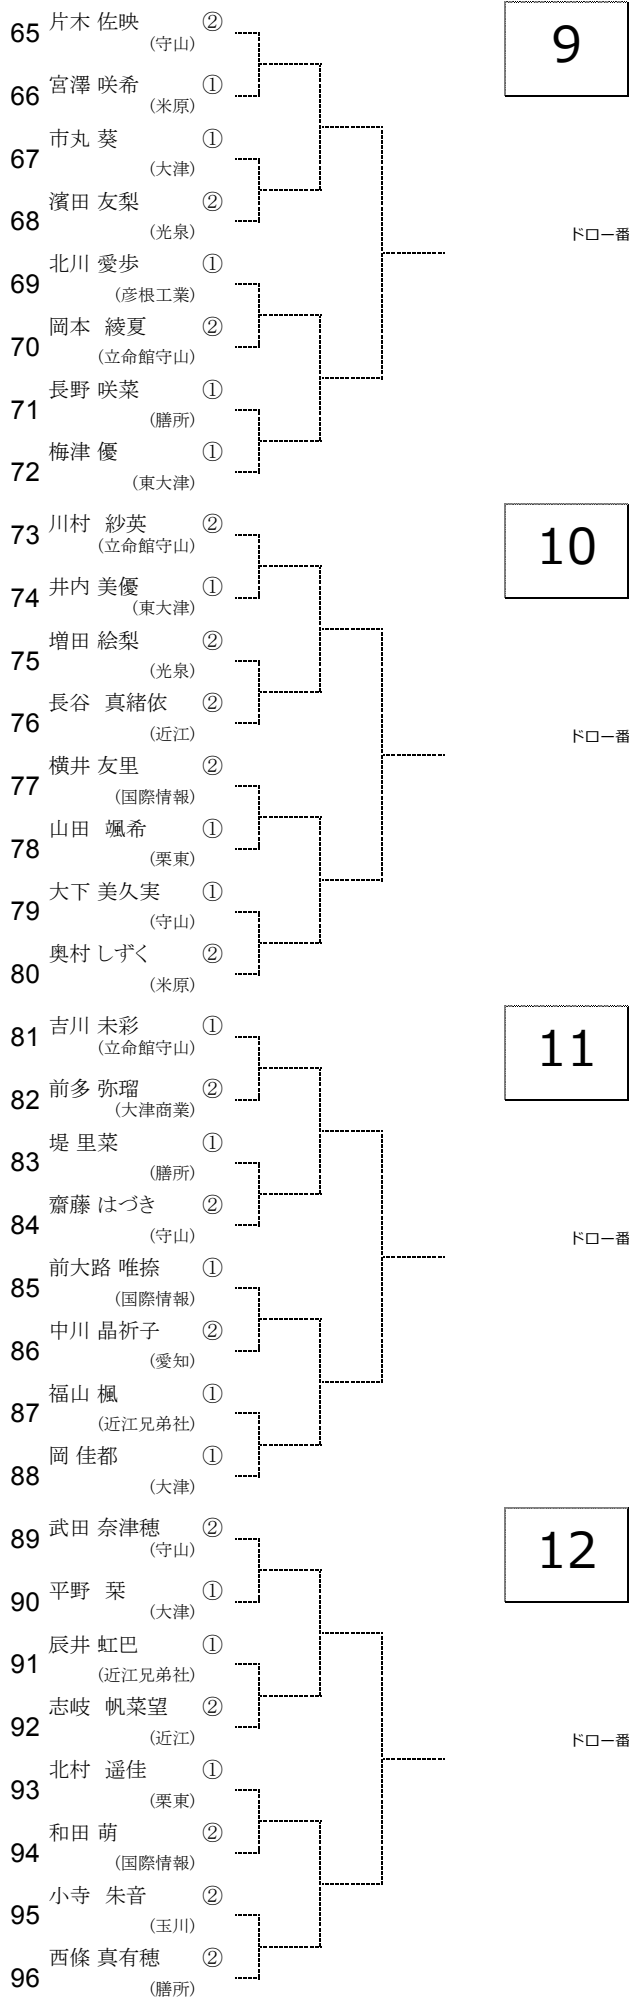 65 片木 佐映 ②
(守山)
66 宮澤 咲希 ①
(米原)
67 市丸 葵 ①
(大津)
68 濱田 友梨 ②
(光泉)
69 北川 愛歩 ①
(彦根工業)
70 岡本 綾夏 ②
(立命館守山)
71 長野 咲菜 ①
(膳所)
72 梅津 優 ①
(東大津)
9
ドロー番
73 川村 紗英 ②
(立命館守山)
74 井内 美優 ①
(東大津)
75 増田 絵梨 ②
(光泉)
76 長谷 真緒依 ②
(近江)
77 横井 友里 ②
(国際情報)
78 山田 颯希 ①
(栗東)
79 大下 美久実 ①
(守山)
80 奥村 しずく ②
(米原)
10
ドロー番
81 吉川 未彩 ①
(立命館守山)
82 前多 弥瑠 ②
(大津商業)
83 堤 里菜 ①
(膳所)
84 齋藤 はづき ②
(守山)
85 前大路 唯捺 ①
(国際情報)
86 中川 晶祈子 ②
(愛知)
87 福山 楓 ①
(近江兄弟社)
88 岡 佳都 ①
(大津)
11
ドロー番
89 武田 奈津穂 ②
(守山)
90 平野 栞 ①
(大津)
91 辰井 虹巴 ①
(近江兄弟社)
92 志岐 帆菜望 ②
(近江)
93 北村 遥佳 ①
(栗東)
94 和田 萌 ②
(国際情報)
95 小寺 朱音 ②
(玉川)
96 西條 真有穂 ②
(膳所)
12
ドロー番